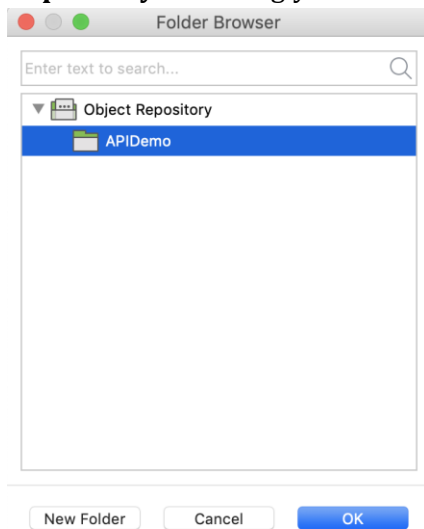 Folder Browser
Enter text to search...
Object Repository
APIDemo
New Folder Cancel OK